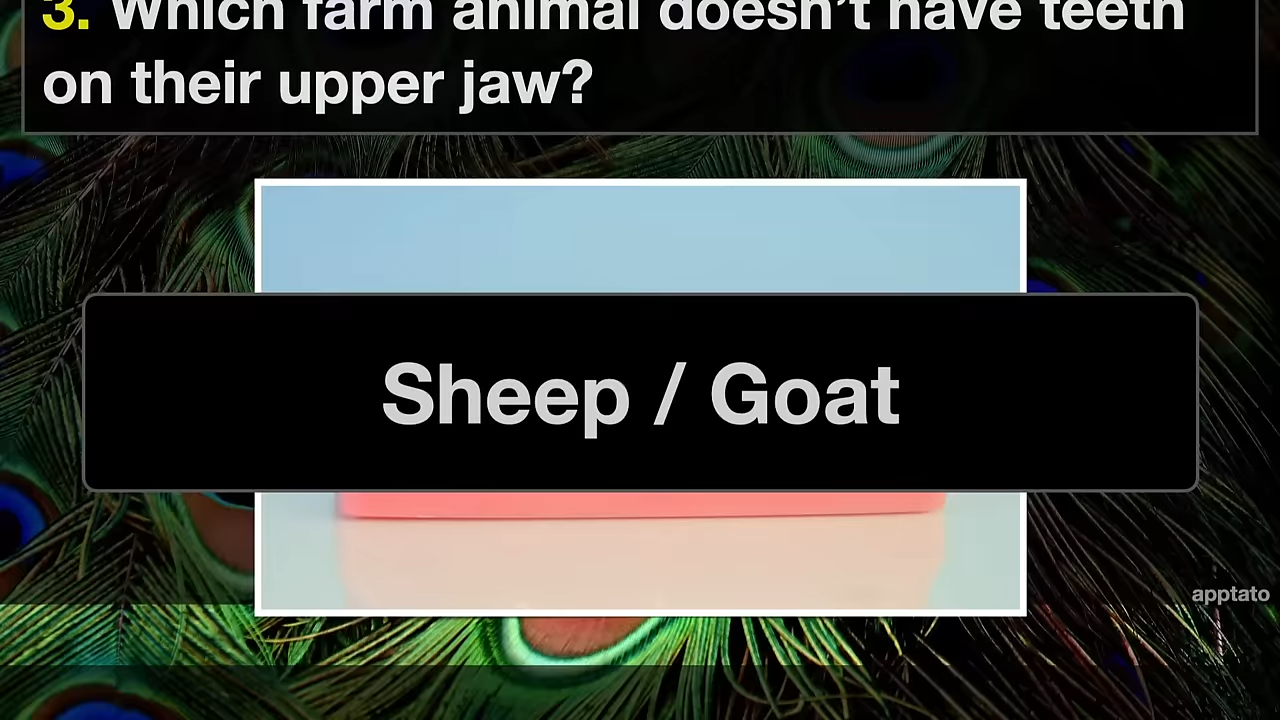 3. Which farm animal doesn't have teeth
on their upper jaw?
Sheep / Goat
apptato